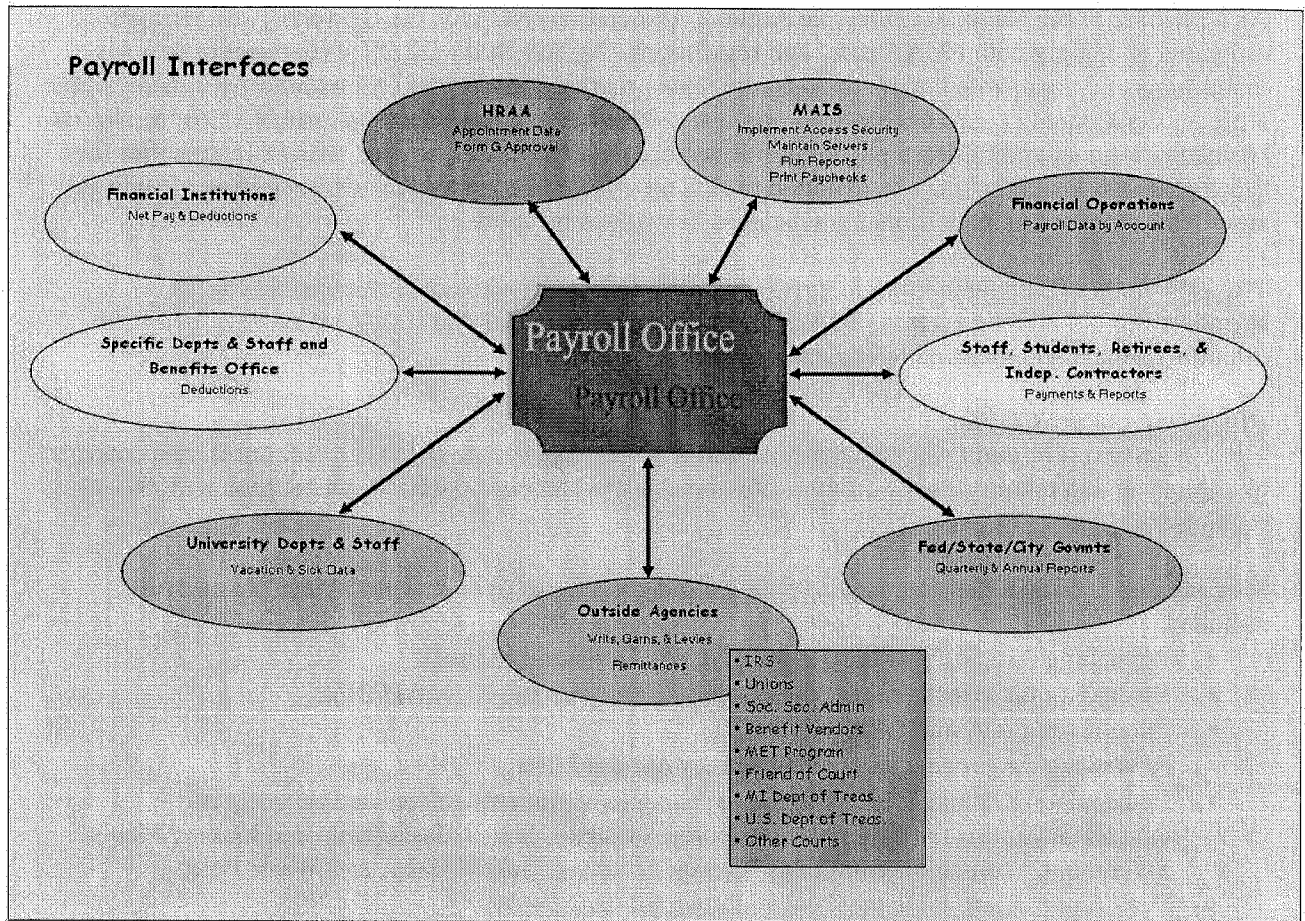 Payroll Interfaces
HRAA
Appointment Data
Form G Approval
MAIS
Implement Access Security
Maintain Servers
Run Reports
Print Paychecks
Financial Institutions
Net Pay & Deductions
Financial Operations
Payroll Data by Account
Payroll Office
Payroll Office
Specific Depts & Staff and
Benefits Office
Deductions
Staff, Students, Retirees, &
Indep. Contractors
Payments & Reports
University Depts & Staff
Vacation & Sick Data
Fed/State/City Govmts
Quarterly & Annual Reports
Outside Agencies
Writs, Garns, & Levies
Remittances
• IRS
• Unions
• Soc. Sec. Admin
• Benefit Vendors
• MET Program
• Friend of Court
• MI Dept of Treas.
• U.S. Dept of Treas.
• Other Courts